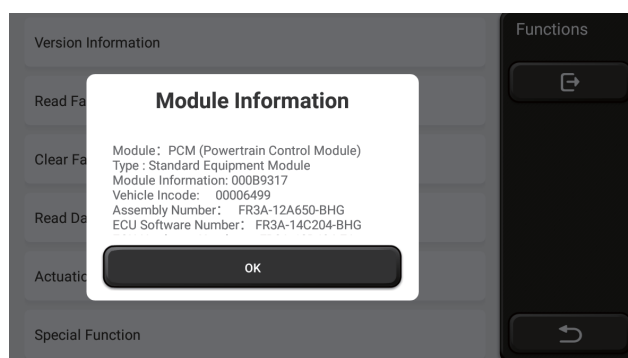 Version Information
Functions
Read Fa
Module Information
Module: PCM (Powertrain Control Module)
Type : Standard Equipment Module
Module Information: 000B9317
Vehicle Incode: 00006499
Assembly Number: FR3A-12A650-BHG
ECU Software Number: FR3A-14C204-BHG
Clear Fa
Read Da
OK
Actuatio
Special Function